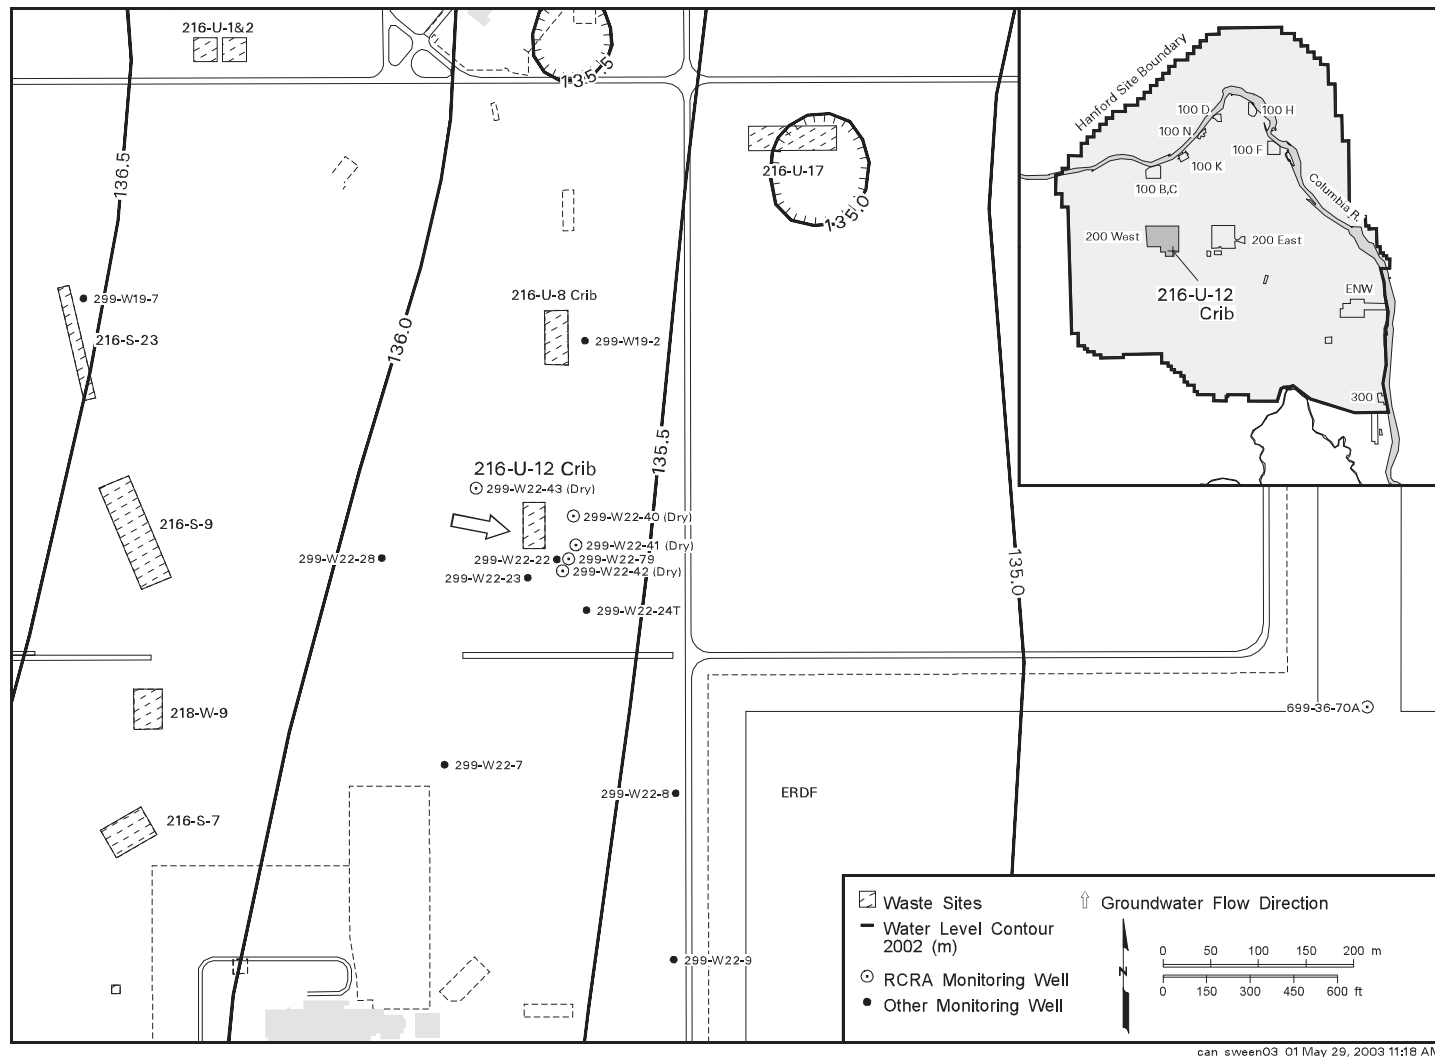 216-U-1&2
135.5
136.5
216-U-17
135.0
299-W19-7
216-S-23
136.0
216-U-8 Crib
299-W19-2
135.5
216-U-12 Crib
299-W22-43 (Dry)
299-W22-40 (Dry)
299-W22-41 (Dry)
299-W22-22
299-W22-79
299-W22-42 (Dry)
299-W22-23
299-W22-28
216-S-9
299-W22-24T
135.0
218-W-9
699-36-70A
299-W22-7
299-W22-8
ERDF
216-S-7
299-W22-9
Hanford Site Boundary
100 D
100 H
100 N
100 F
100 K
100 B,C
Columbia R.
200 West
200 East
216-U-12
Crib
ENW
300
Waste Sites
Water Level Contour
2002 (m)
RCRA Monitoring Well
Other Monitoring Well
Groundwater Flow Direction
N
0 50 100 150 200 m
0 150 300 450 600 ft
can_sween03_01 May 29, 2003 11:18 AM